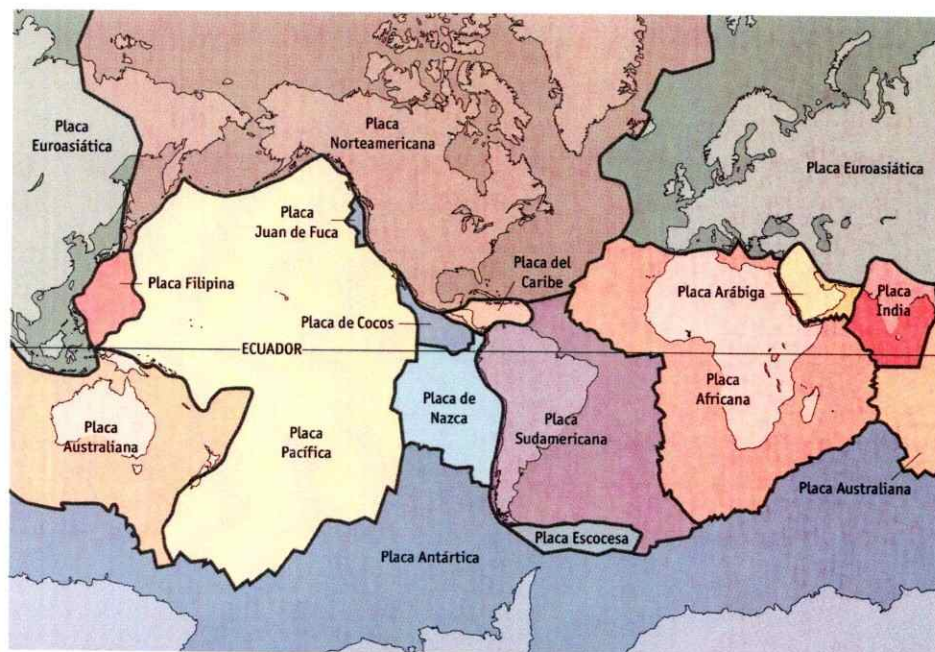 Placa
Euroasiática
Placa
Norteamericana
Placa Euroasiática
Placa
Juan de Fuca
Placa Filipina
Placa del
Caribe
Placa Arábiga
Placa
India
Placa de Cocos
ECUADOR
Placa
Australiana
Placa
Pacífica
Placa de
Nazca
Placa
Sudamericana
Placa
Africana
Placa Australiana
Placa Escocesa
Placa Antártica